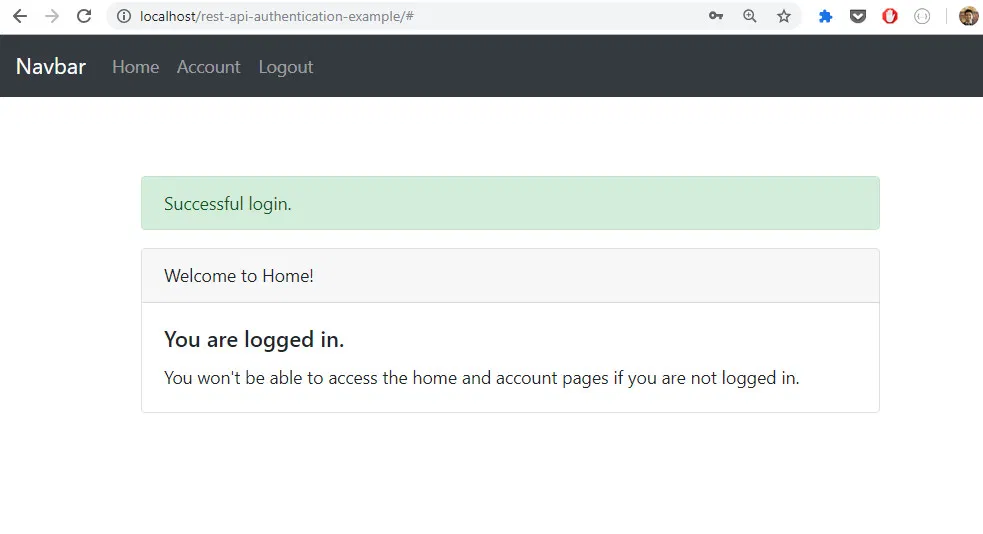 localhost/rest-api-authentication-example/#
Navbar Home Account Logout
Successful login.
Welcome to Home!
You are logged in.
You won't be able to access the home and account pages if you are not logged in.